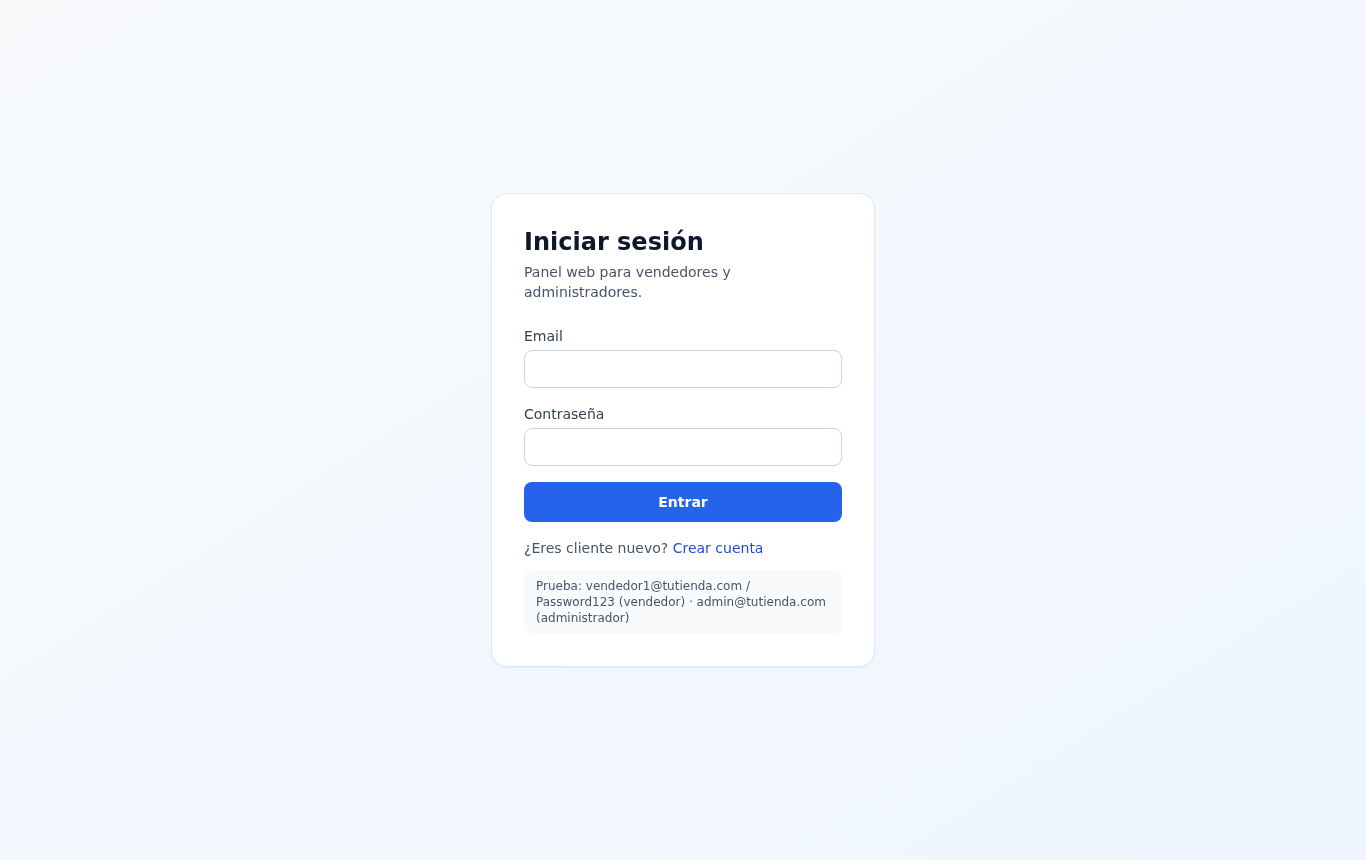 Iniciar sesión
Panel web para vendedores y
administradores.
Email
Contraseña
Entrar
¿Eres cliente nuevo? Crear cuenta
Prueba: vendedor1@tutienda.com /
Password123 (vendedor) · admin@tutienda.com
(administrador)